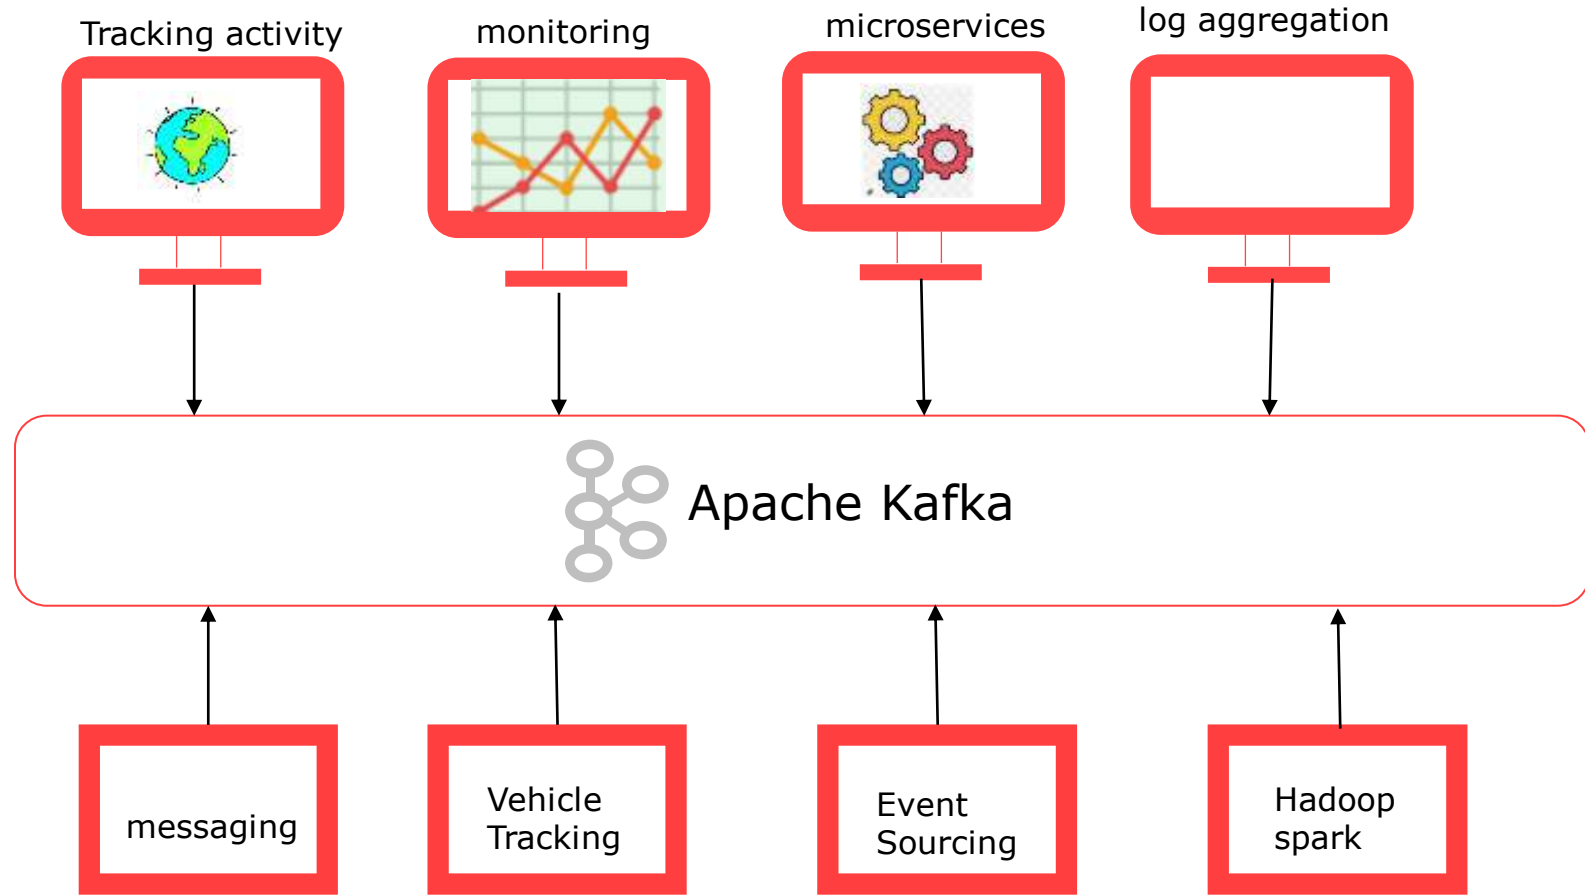 Tracking activity
monitoring
microservices
log aggregation
Apache Kafka
messaging
Vehicle
Tracking
Event
Sourcing
Hadoop
spark